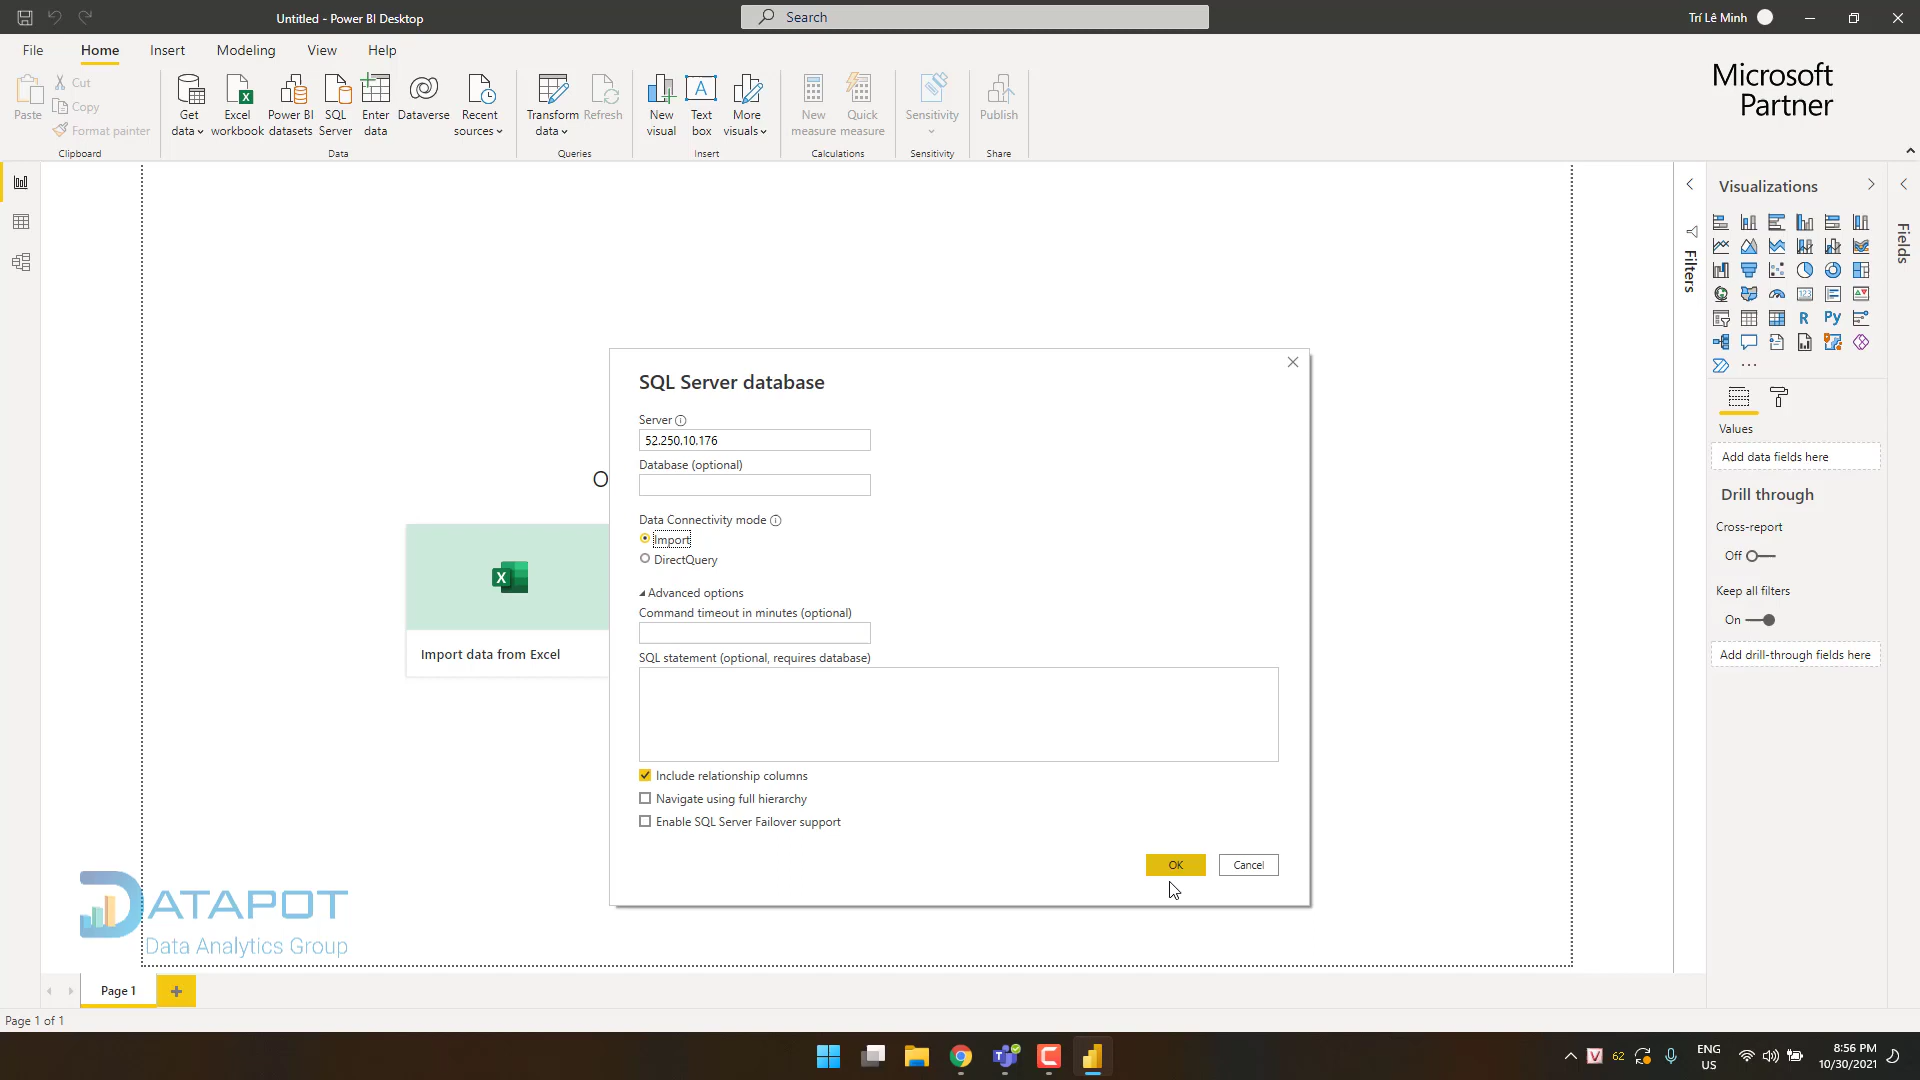 Untitled - Power BI Desktop
Search
Trí Lê Minh
File
Home
Insert
Modeling
View
Help
Paste
Cut
Copy
Format painter
Clipboard
Get data
Excel workbook
Power BI datasets
SQL Server
Enter data
Dataverse
Recent sources
Data
Transform data
Refresh
Queries
New visual
Text box
More visuals
Insert
New measure
Quick measure
Calculations
Sensitivity
Sensitivity
Publish
Share
Microsoft
Partner
Filters
Visualizations
Fields
R
Py
123
Values
Add data fields here
Drill through
Cross-report
Off
Keep all filters
On
Add drill-through fields here
O
Import data from Excel
SQL Server database
Server
52.250.10.176
Database (optional)
Data Connectivity mode
Import
DirectQuery
Advanced options
Command timeout in minutes (optional)
SQL statement (optional, requires database)
Include relationship columns
Navigate using full hierarchy
Enable SQL Server Failover support
OK
Cancel
DATAPOT
Data Analytics Group
Page 1
Page 1 of 1
V
62
ENG
US
8:56 PM
10/30/2021